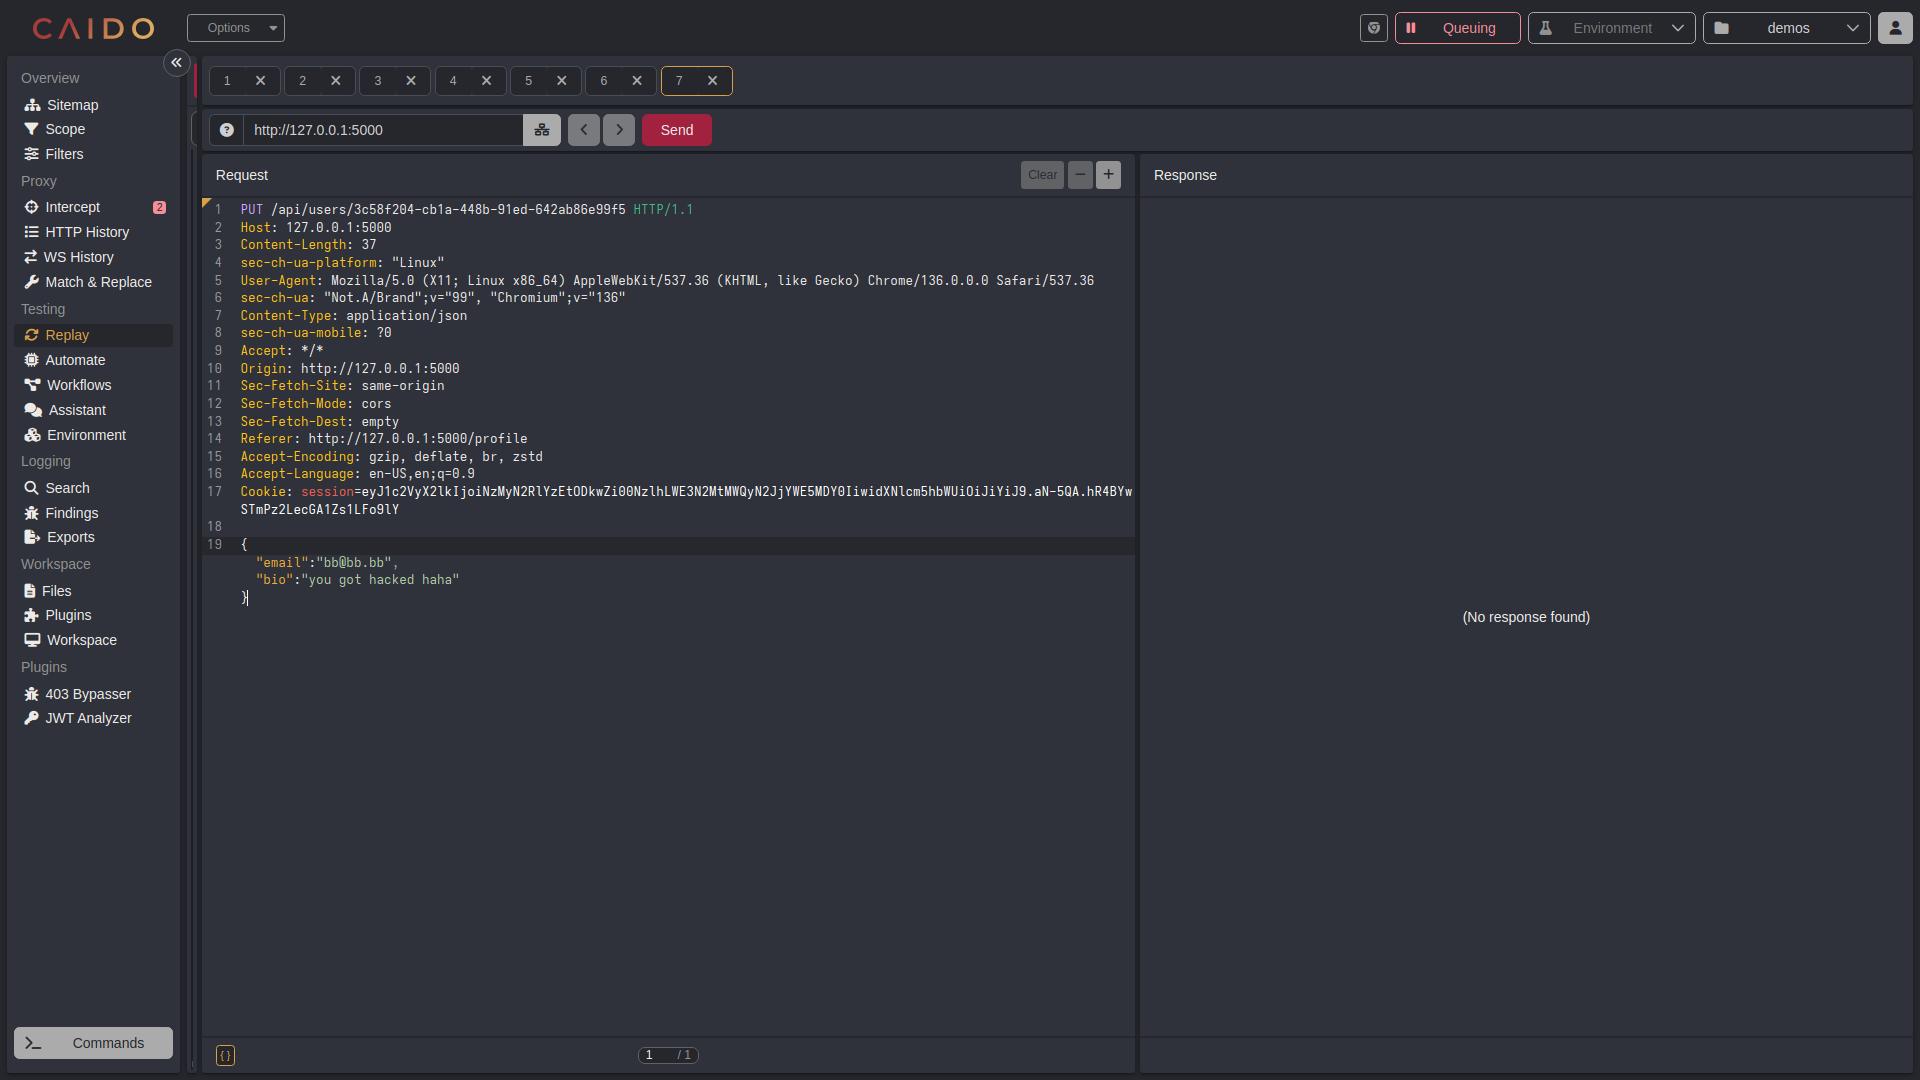 CAIDO
Options
Queuing
Environment
demos
Overview
Sitemap
Scope
Filters
Proxy
Intercept 2
HTTP History
WS History
Match & Replace
Testing
Replay
Automate
Workflows
Assistant
Environment
Logging
Search
Findings
Exports
Workspace
Files
Plugins
Workspace
Plugins
403 Bypasser
JWT Analyzer
Commands
1 2 3 4 5 6 7
http://127.0.0.1:5000
Send
Request
Clear
Response
1 PUT /api/users/3c58f204-cb1a-448b-91ed-642ab86e99f5 HTTP/1.1
2 Host: 127.0.0.1:5000
3 Content-Length: 37
4 sec-ch-ua-platform: "Linux"
5 User-Agent: Mozilla/5.0 (X11; Linux x86_64) AppleWebKit/537.36 (KHTML, like Gecko) Chrome/136.0.0.0 Safari/537.36
6 sec-ch-ua: "Not.A/Brand";v="99", "Chromium";v="136"
7 Content-Type: application/json
8 sec-ch-ua-mobile: ?0
9 Accept: */*
10 Origin: http://127.0.0.1:5000
11 Sec-Fetch-Site: same-origin
12 Sec-Fetch-Mode: cors
13 Sec-Fetch-Dest: empty
14 Referer: http://127.0.0.1:5000/profile
15 Accept-Encoding: gzip, deflate, br, zstd
16 Accept-Language: en-US,en;q=0.9
17 Cookie: session=eyJ1c2VyX2lkIjoiNzMyN2RlYzEtODkwZi00NzlhLWE3N2MtMWQyN2JjYWE5MDY0IiwidXNlcm5hbWUiOiJiYiJ9.aN-5QA.hR4BYw
STmPz2LecGA1Zs1LFo9lY
18
19 {
"email":"bb@bb.bb",
"bio":"you got hacked haha"
}
(No response found)
{}
1 / 1